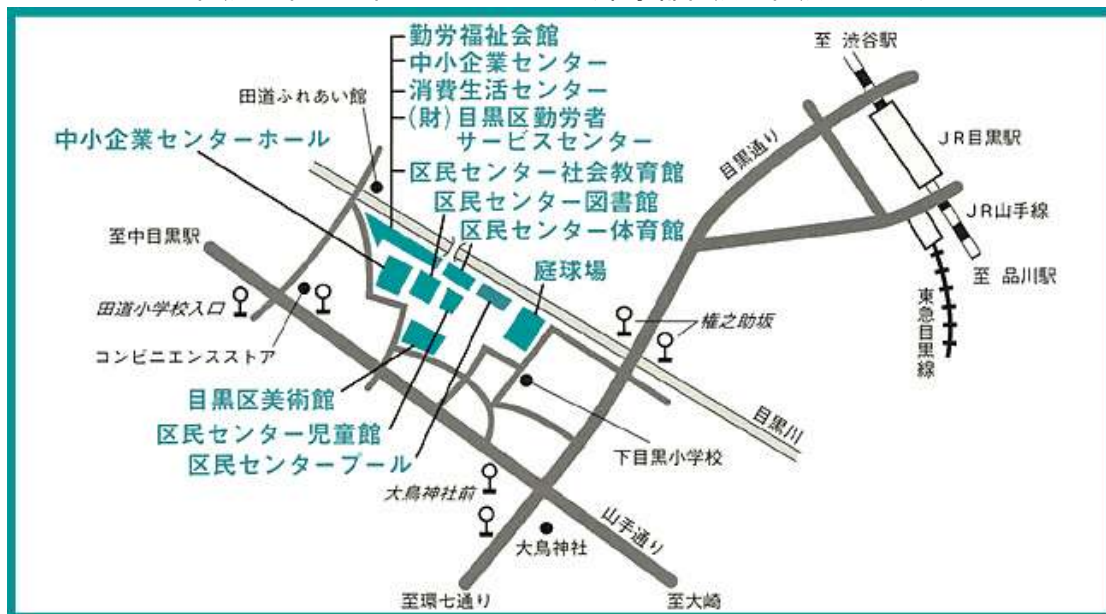 勤労福祉会館
中小企業センター
消費生活センター
(財)目黒区勤労者
サービスセンター
区民センター社会教育館
区民センター図書館
区民センター体育館
庭球場
田道ふれあい館
中小企業センターホール
至 渋谷駅
JR目黒駅
目黒通り
JR山手線
至 品川駅
東急目黒線
至中目黒駅
田道小学校入口
コンビニエンスストア
権之助坂
目黒川
目黒区美術館
区民センター児童館
区民センタープール
下目黒小学校
大鳥神社前
山手通り
大鳥神社
至環七通り
至大崎